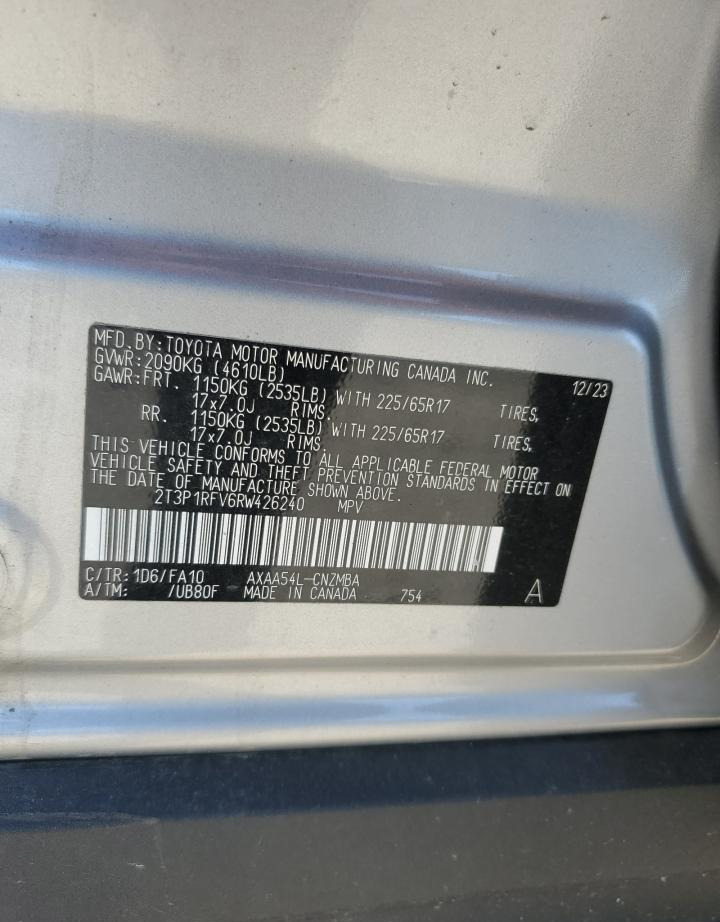 MFD.BY:TOYOTA MOTOR MANUFACTURING CANADA INC. 12/23
GVWR:2090KG (4610LB)
GAWR:FRT. 1150KG (2535LB) WITH 225/65R17 TIRES,
17x7.0J RIMS
RR. 1150KG (2535LB) WITH 225/65R17 TIRES,
17x7.0J RIMS.
THIS VEHICLE CONFORMS TO ALL APPLICABLE FEDERAL MOTOR
VEHICLE SAFETY AND THEFT PREVENTION STANDARDS IN EFFECT ON
THE DATE OF MANUFACTURE SHOWN ABOVE.
2T3P1RFV6RW426240 MPV
C/TR:1D6/FA10 AXAA54L-CNZMBA
A/TM: /UB80F MADE IN CANADA 754 A